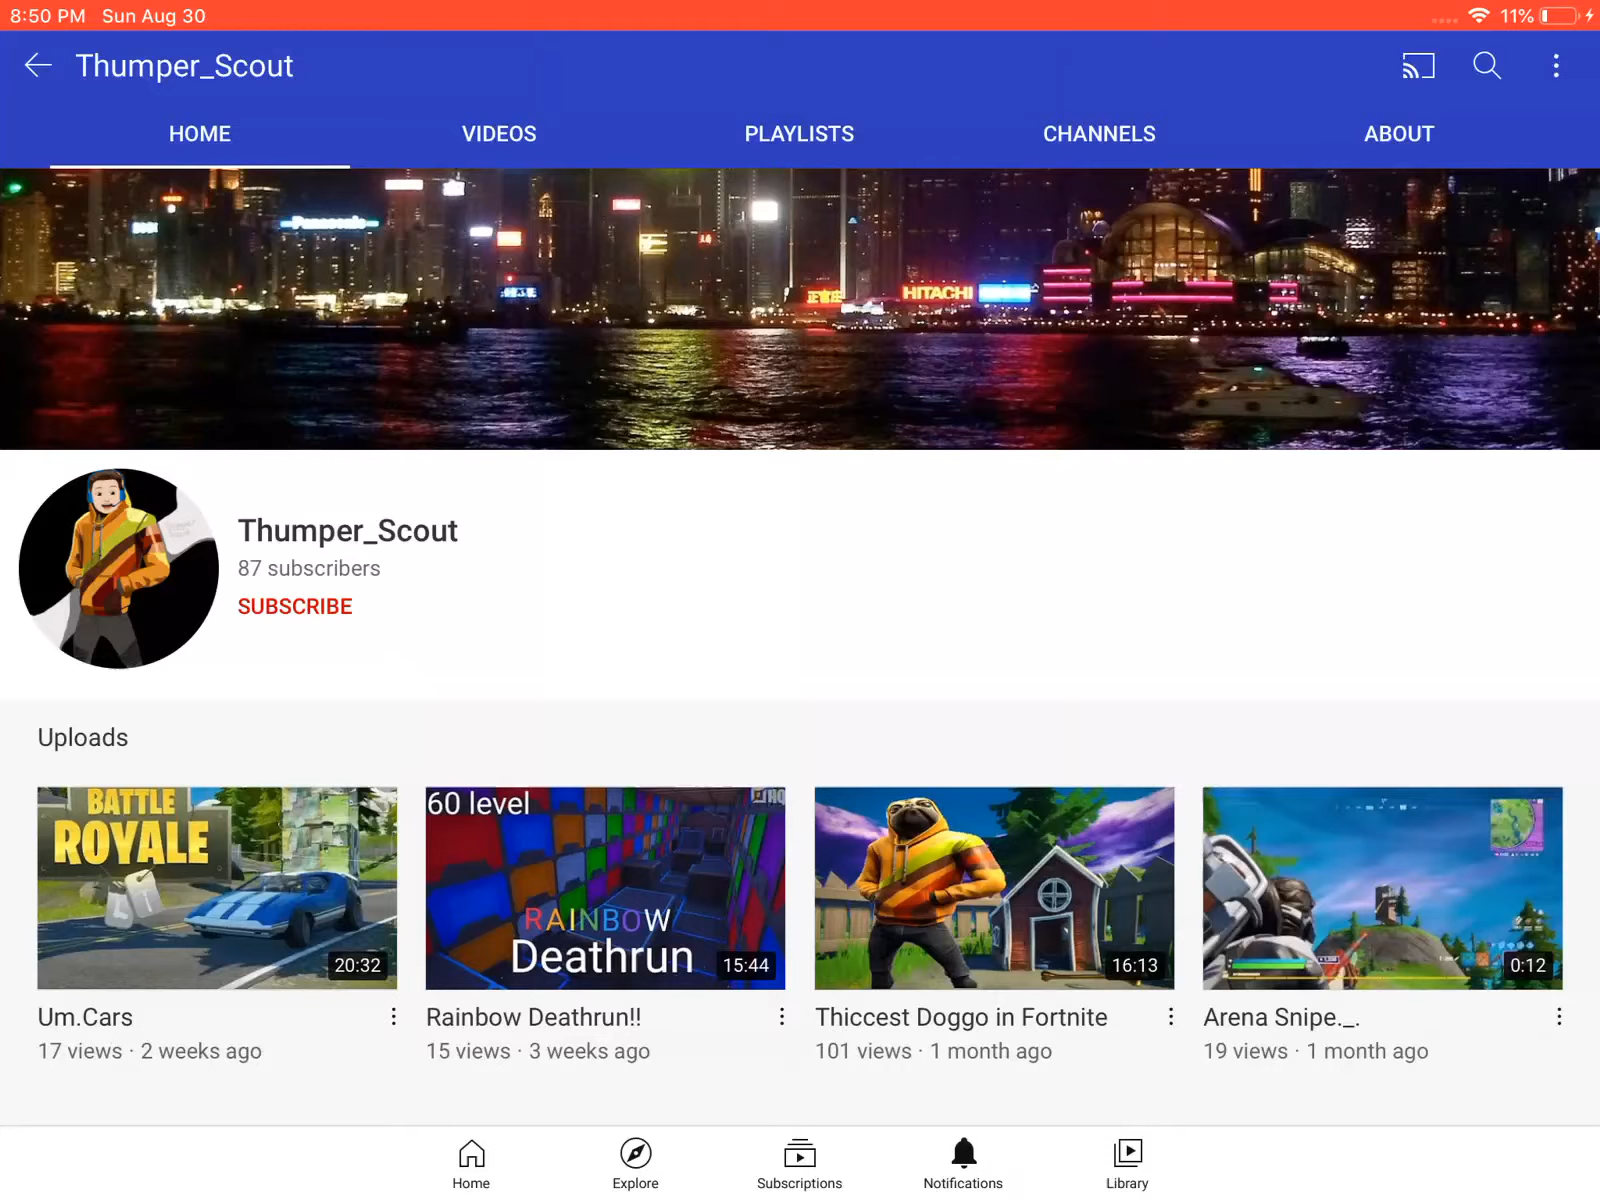 8:50 PM Sun Aug 30
11%
Thumper_Scout
HOME VIDEOS PLAYLISTS CHANNELS ABOUT
Panasonic
HITACHI
Thumper_Scout
87 subscribers
SUBSCRIBE
Uploads
BATTLE
ROYALE
20:32
60 level
HQ
RAINBOW
Deathrun
15:44
16:13
0:12
Um.Cars
17 views · 2 weeks ago
Rainbow Deathrun!!
15 views · 3 weeks ago
Thiccest Doggo in Fortnite
101 views · 1 month ago
Arena Snipe._.
19 views · 1 month ago
Home Explore Subscriptions Notifications Library